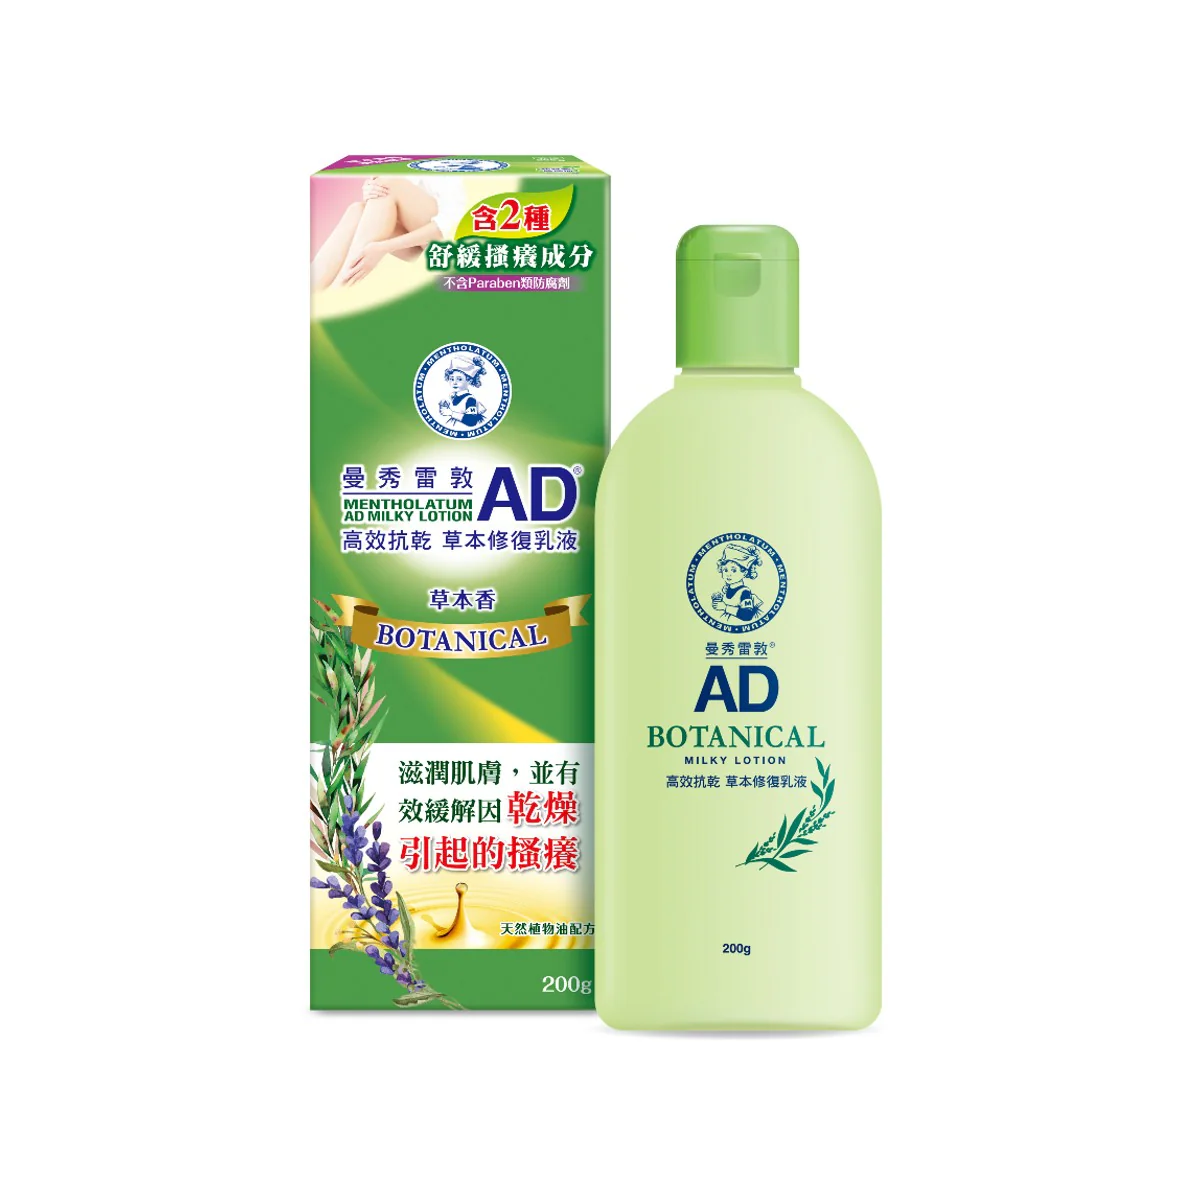 含2種
舒緩搔癢成分
不含Paraben類防腐劑
MENTHOLATUM · MENTHOLATUM · MENTHOLATUM
曼秀雷敦
MENTHOLATUM
AD MILKY LOTION
AD®
高效抗乾 草本修復乳液
草本香
BOTANICAL
滋潤肌膚，並有
效緩解因乾燥
引起的搔癢
天然植物油配方
200g
MENTHOLATUM · MENTHOLATUM · MENTHOLATUM
曼秀雷敦®
AD
BOTANICAL
MILKY LOTION
高效抗乾 草本修復乳液
200g